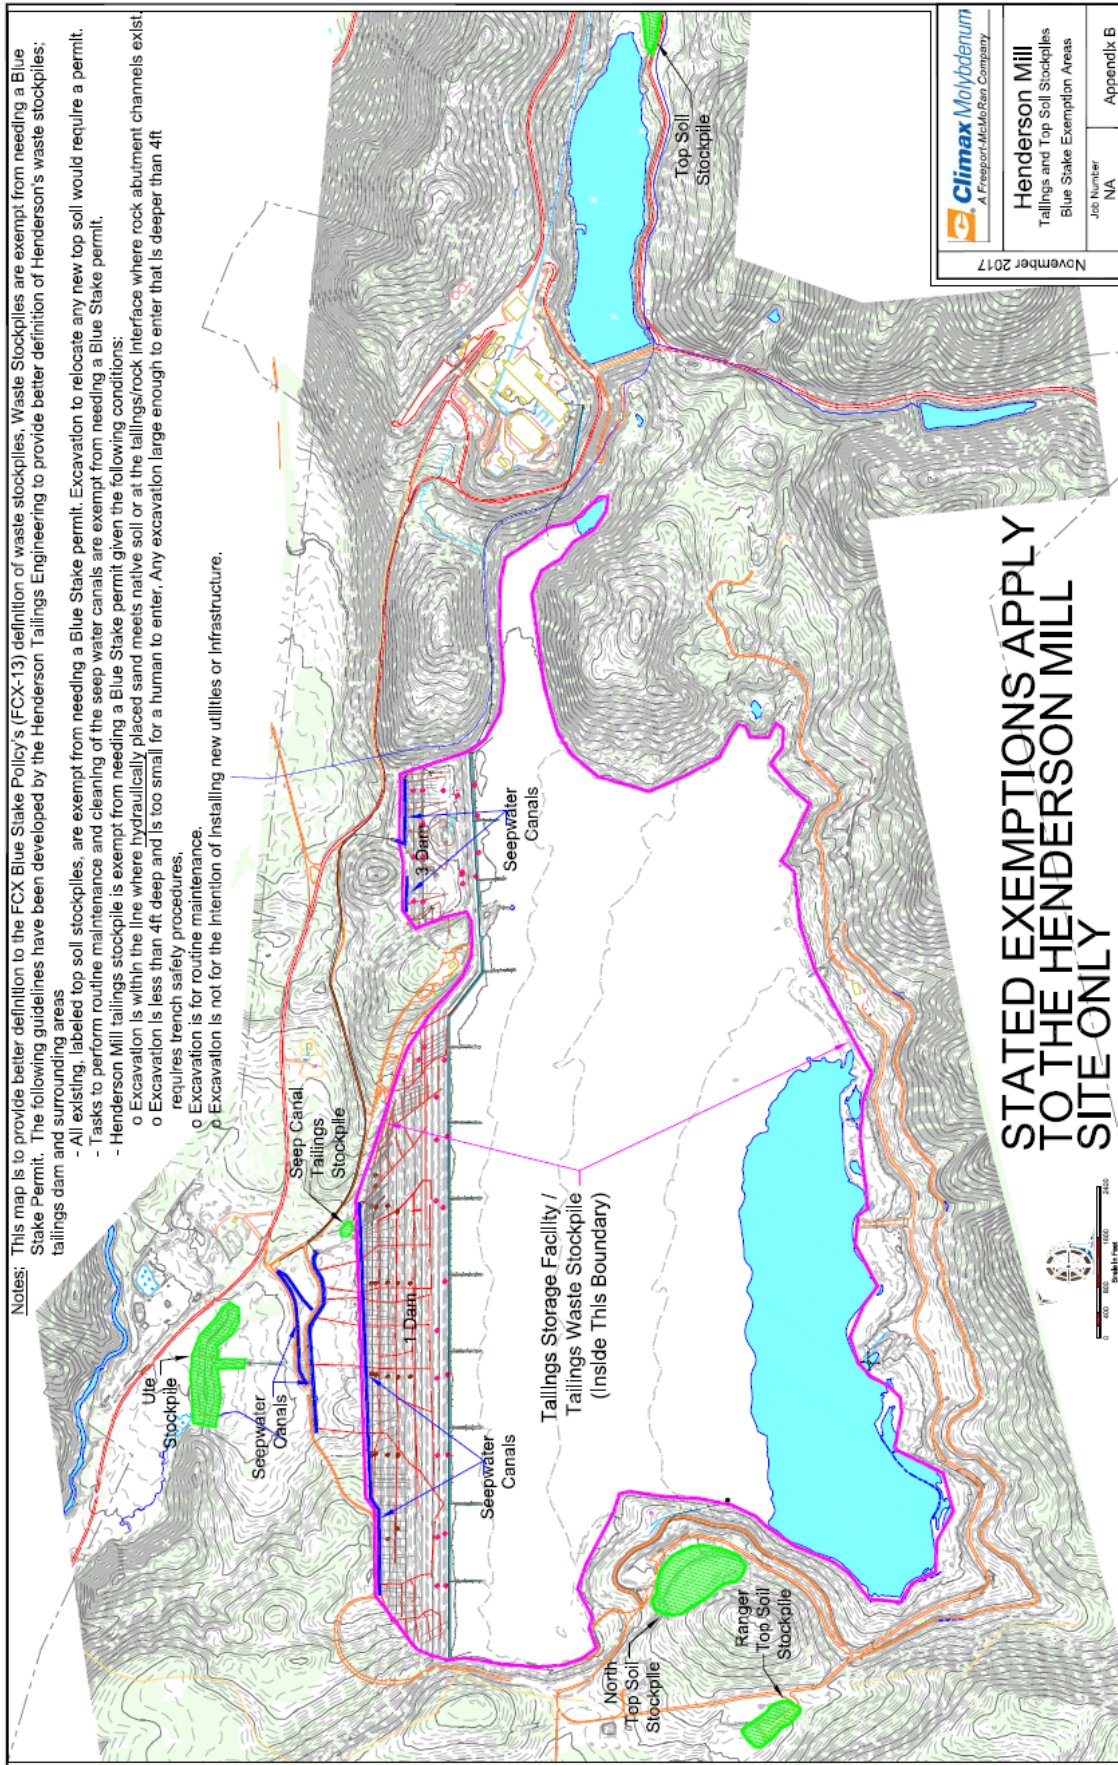 Notes: This map is to provide better definition to the FCX Blue Stake Policy's (FCX-13) definition of waste stockpiles. Waste Stockpiles are exempt from needing a Blue
Stake Permit. The following guidelines have been developed by the Henderson Tailings Engineering to provide better definition of Henderson's waste stockpiles;
tailings dam and surrounding areas
- All existing, labeled top soil stockpiles, are exempt from needing a Blue Stake permit. Excavation to relocate any new top soil would require a permit.
- Tasks to perform routine maintenance and cleaning of the seep water canals are exempt from needing a Blue Stake permit.
- Henderson Mill tailings stockpile is exempt from needing a Blue Stake permit given the following conditions:
o Excavation is within the line where hydraulically placed sand meets native soil or at the tailings/rock interface where rock abutment channels exist.
o Excavation is less than 4ft deep and is too small for a human to enter. Any excavation large enough to enter that is deeper than 4ft
requires trench safety procedures.
o Excavation is for routine maintenance.
o Excavation is not for the intention of installing new utilities or infrastructure.
Ute
Stockpile
Seepwater
Canals
Seep Canal
Tailings
Stockpile
1 Dam
Seepwater
Canals
3 Dam
Seepwater
Canals
Top Soil
Stockpile
Tailings Storage Facility /
Tailings Waste Stockpile
(Inside This Boundary)
North
Top Soil
Stockpile
Ranger
Top Soil
Stockpile
STATED EXEMPTIONS APPLY
TO THE HENDERSON MILL
SITE ONLY
0 400 800 1600 2400
Scale in Feet
November 2017
Climax Molybdenum
A Freeport-McMoRan Company
Henderson Mill
Tailings and Top Soil Stockpiles
Blue Stake Exemption Areas
Job Number
NA
Appendix B